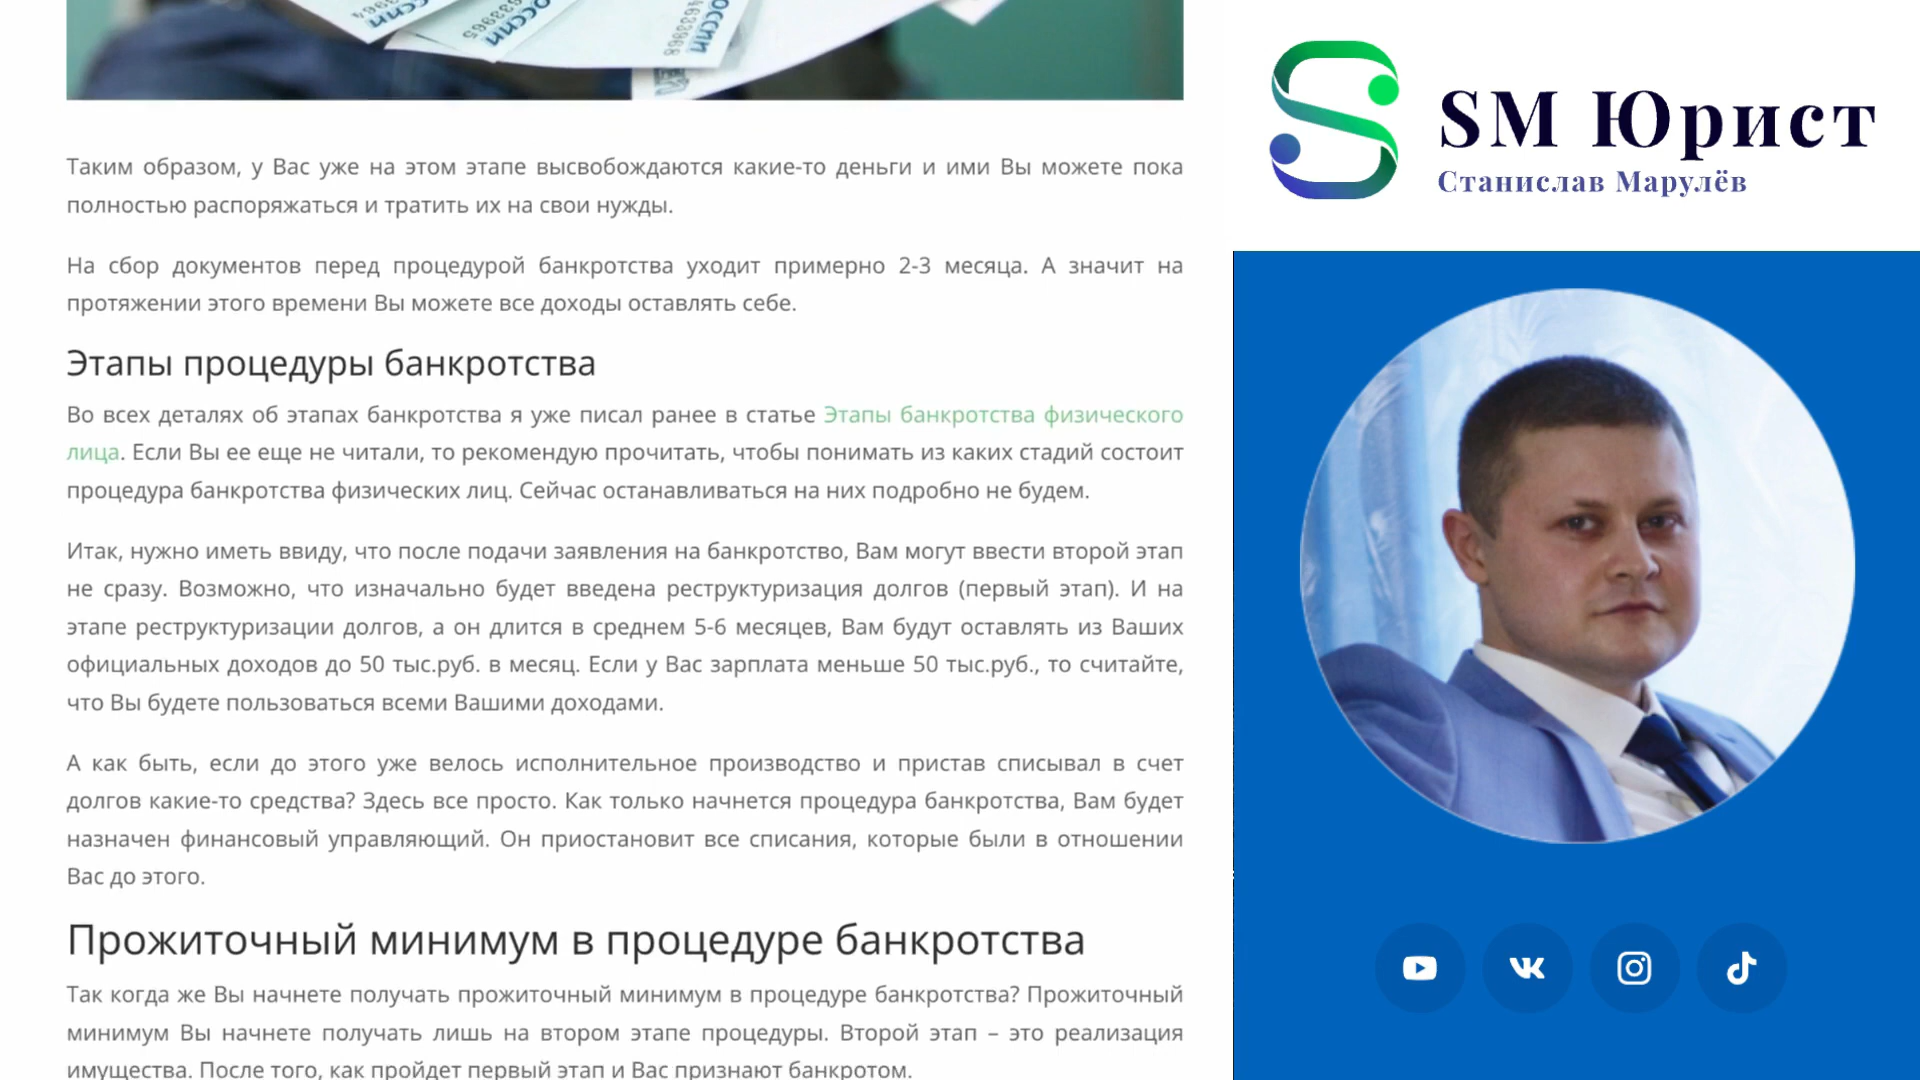 Таким образом, у Вас уже на этом этапе высвобождаются какие-то деньги и ими Вы можете пока
полностью распоряжаться и тратить их на свои нужды.
На сбор документов перед процедурой банкротства уходит примерно 2-3 месяца. А значит на
протяжении этого времени Вы можете все доходы оставлять себе.
Этапы процедуры банкротства
Во всех деталях об этапах банкротства я уже писал ранее в статье Этапы банкротства физического
лица. Если Вы ее еще не читали, то рекомендую прочитать, чтобы понимать из каких стадий состоит
процедура банкротства физических лиц. Сейчас останавливаться на них подробно не будем.
Итак, нужно иметь ввиду, что после подачи заявления на банкротство, Вам могут ввести второй этап
не сразу. Возможно, что изначально будет введена реструктуризация долгов (первый этап). И на
этапе реструктуризации долгов, а он длится в среднем 5-6 месяцев, Вам будут оставлять из Ваших
официальных доходов до 50 тыс.руб. в месяц. Если у Вас зарплата меньше 50 тыс.руб., то считайте,
что Вы будете пользоваться всеми Вашими доходами.
А как быть, если до этого уже велось исполнительное производство и пристав списывал в счет
долгов какие-то средства? Здесь все просто. Как только начнется процедура банкротства, Вам будет
назначен финансовый управляющий. Он приостановит все списания, которые были в отношении
Вас до этого.
Прожиточный минимум в процедуре банкротства
Так когда же Вы начнете получать прожиточный минимум в процедуре банкротства? Прожиточный
минимум Вы начнете получать лишь на втором этапе процедуры. Второй этап – это реализация
имущества. После того, как пройдет первый этап и Вас признают банкротом.
SM Юрист
Станислав Марулёв